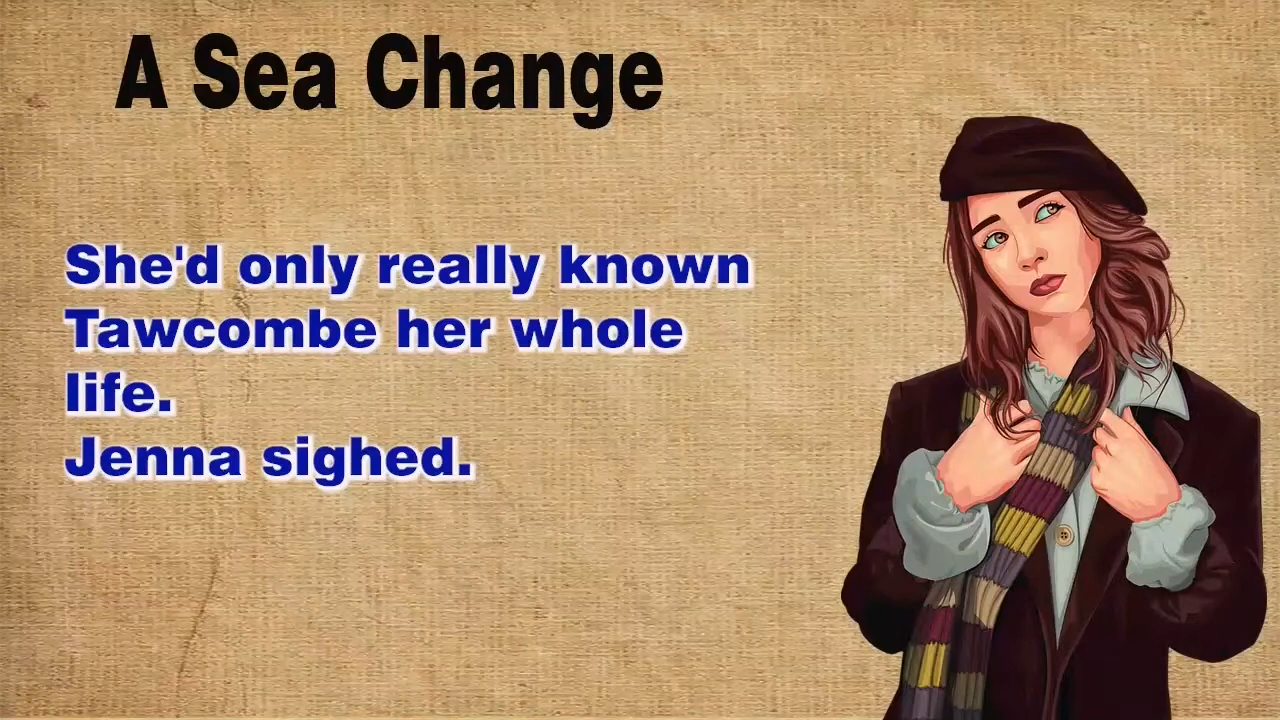 A Sea Change
She'd only really known
Tawcombe her whole
life.
Jenna sighed.